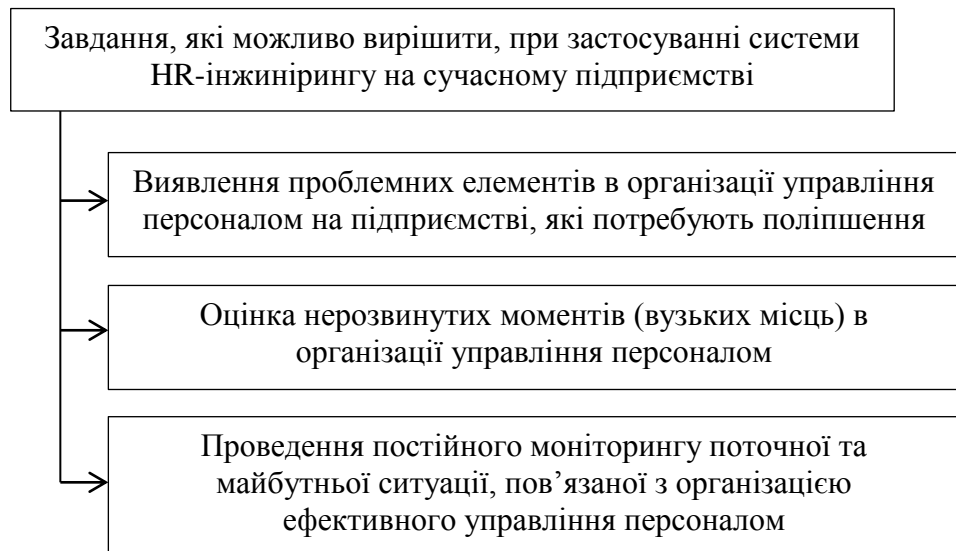 Завдання, які можливо вирішити, при застосуванні системи
HR-інжинірингу на сучасному підприємстві
Виявлення проблемних елементів в організації управління
персоналом на підприємстві, які потребують поліпшення
Оцінка нерозвинутих моментів (вузьких місць) в
організації управління персоналом
Проведення постійного моніторингу поточної та
майбутньої ситуації, пов’язаної з організацією
ефективного управління персоналом